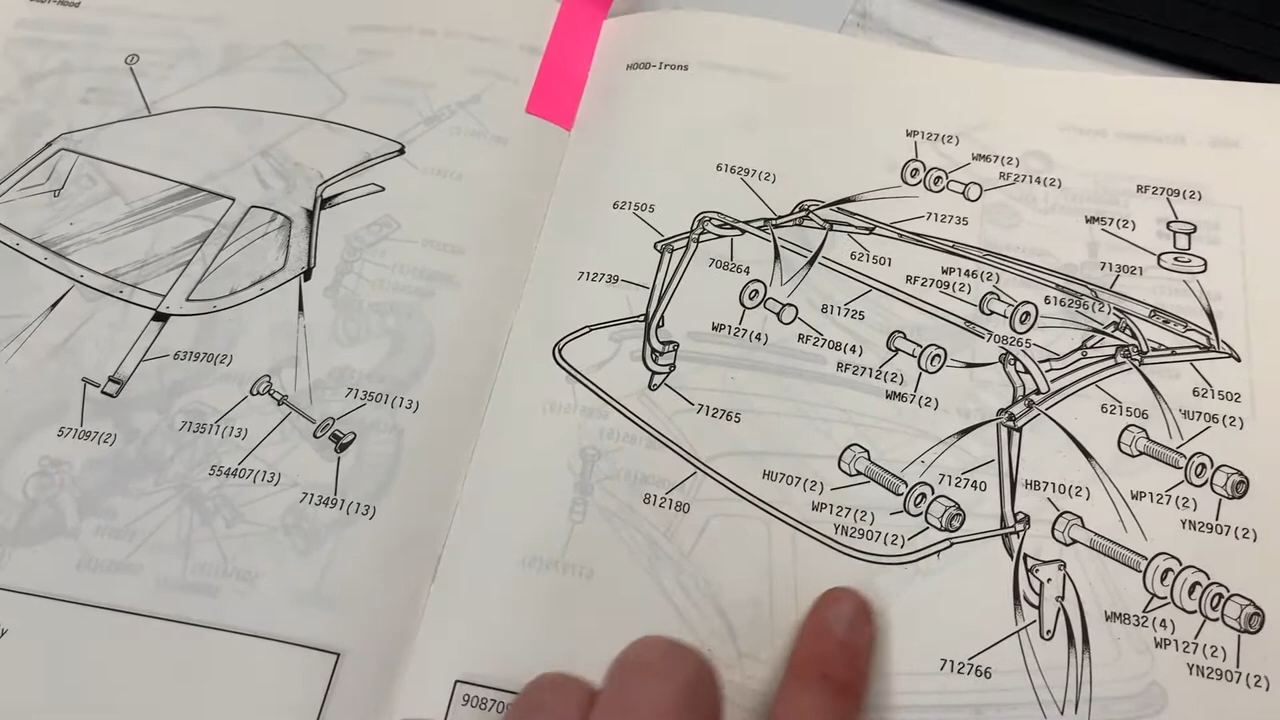 1
631970(2)
571097(2)
713511(13)
713501(13)
554407(13)
713491(13)
HOOD-Irons
WP127(2)
WM67(2)
RF2714(2)
616297(2)
RF2709(2)
621505
712735
WM57(2)
708264
621501
713021
712739
WP146(2)
RF2709(2)
616296(2)
811725
WP127(4)
RF2708(4)
708265
RF2712(2)
WM67(2)
621502
712765
621506
HU706(2)
HU707(2)
712740
HB710(2)
WP127(2)
812180
WP127(2)
YN2907(2)
YN2907(2)
WM832(4)
WP127(2)
712766
YN2907(2)